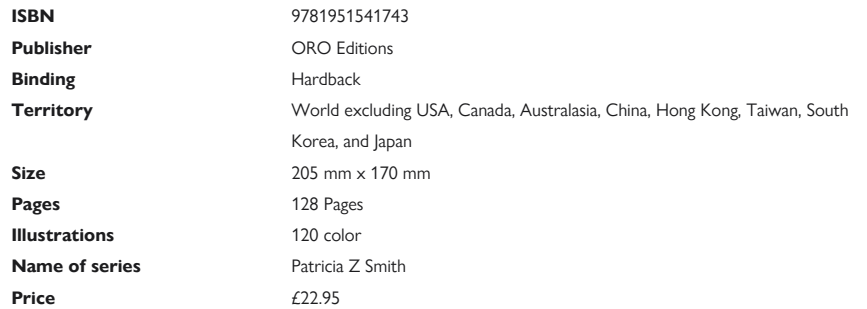 ISBN 9781951541743
Publisher ORO Editions
Binding Hardback
Territory World excluding USA, Canada, Australasia, China, Hong Kong, Taiwan, South
Korea, and Japan
Size 205 mm x 170 mm
Pages 128 Pages
Illustrations 120 color
Name of series Patricia Z Smith
Price £22.95